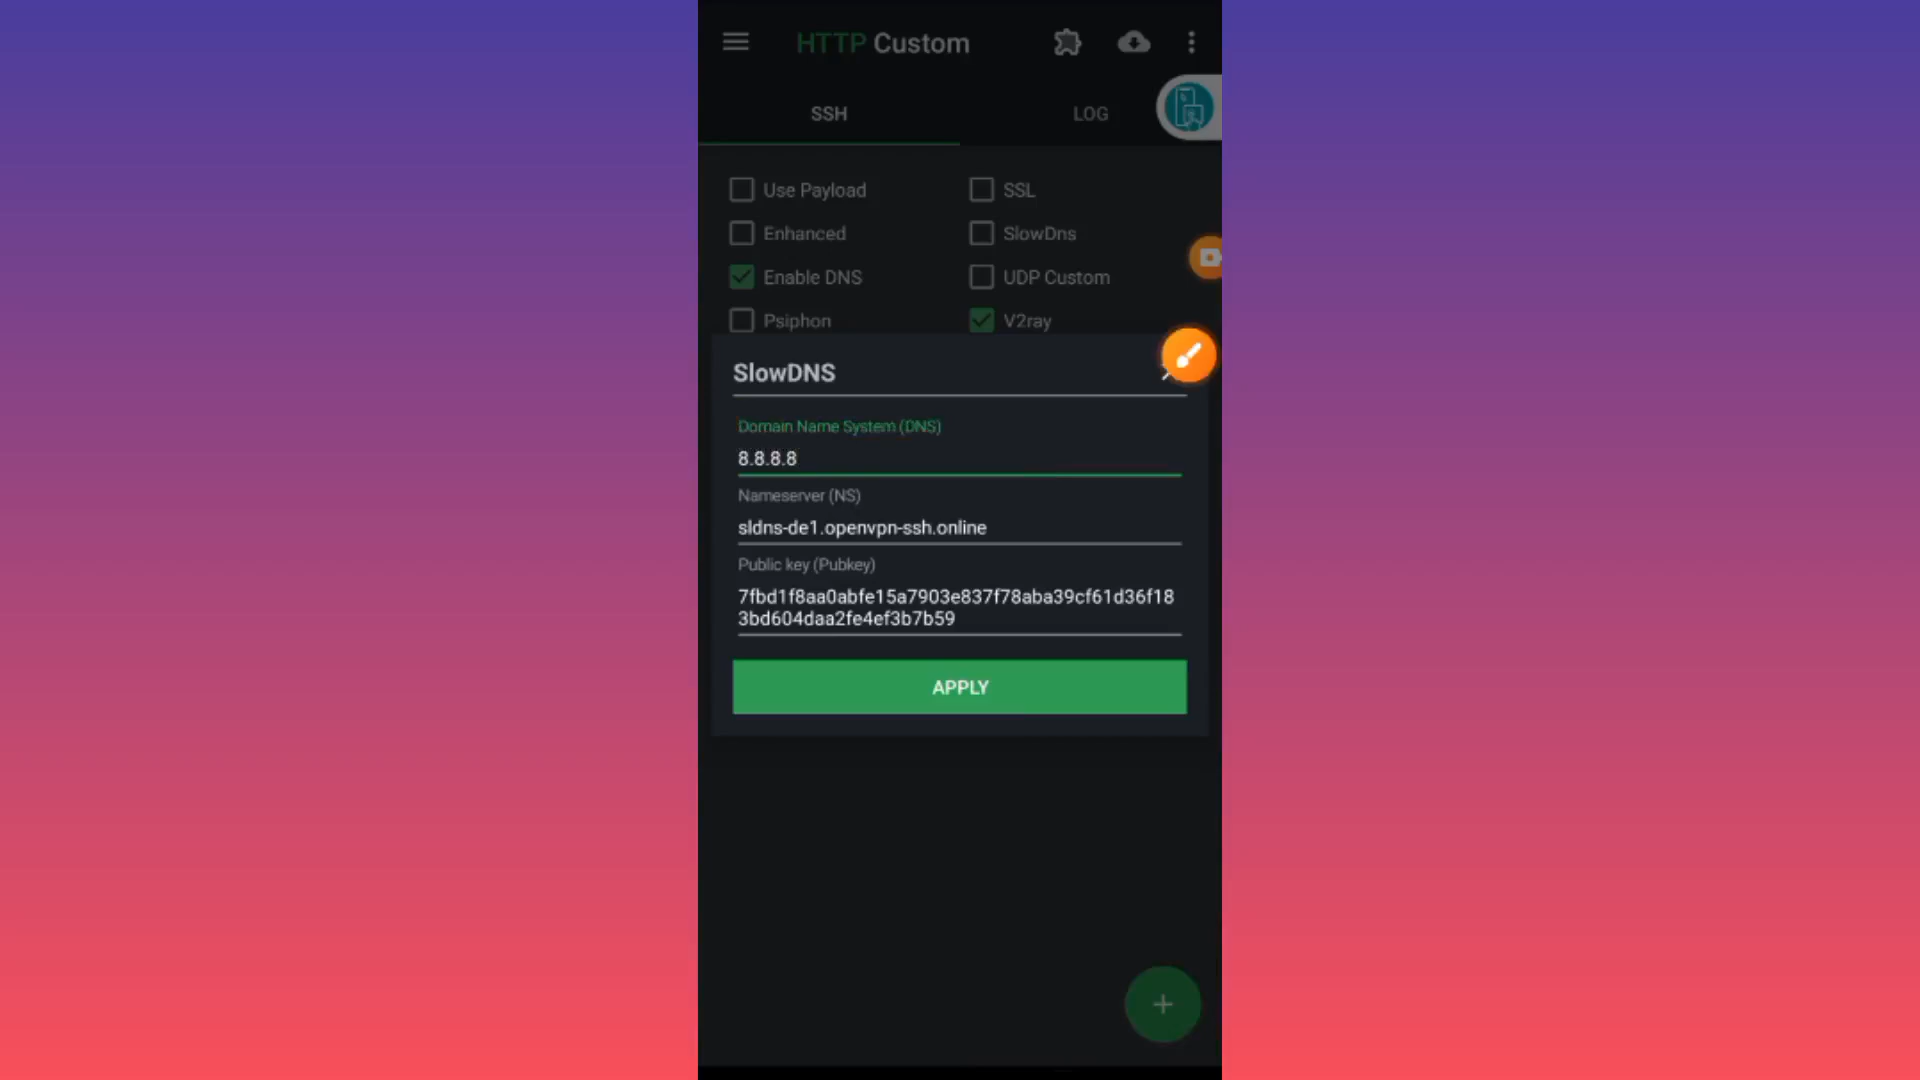 HTTP Custom
SSH
LOG
Use Payload
SSL
Enhanced
SlowDns
Enable DNS
UDP Custom
Psiphon
V2ray
SlowDNS
Domain Name System (DNS)
8.8.8.8
Nameserver (NS)
sldns-de1.openvpn-ssh.online
Public key (Pubkey)
7fbd1f8aa0abfe15a7903e837f78aba39cf61d36f18
3bd604daa2fe4ef3b7b59
APPLY